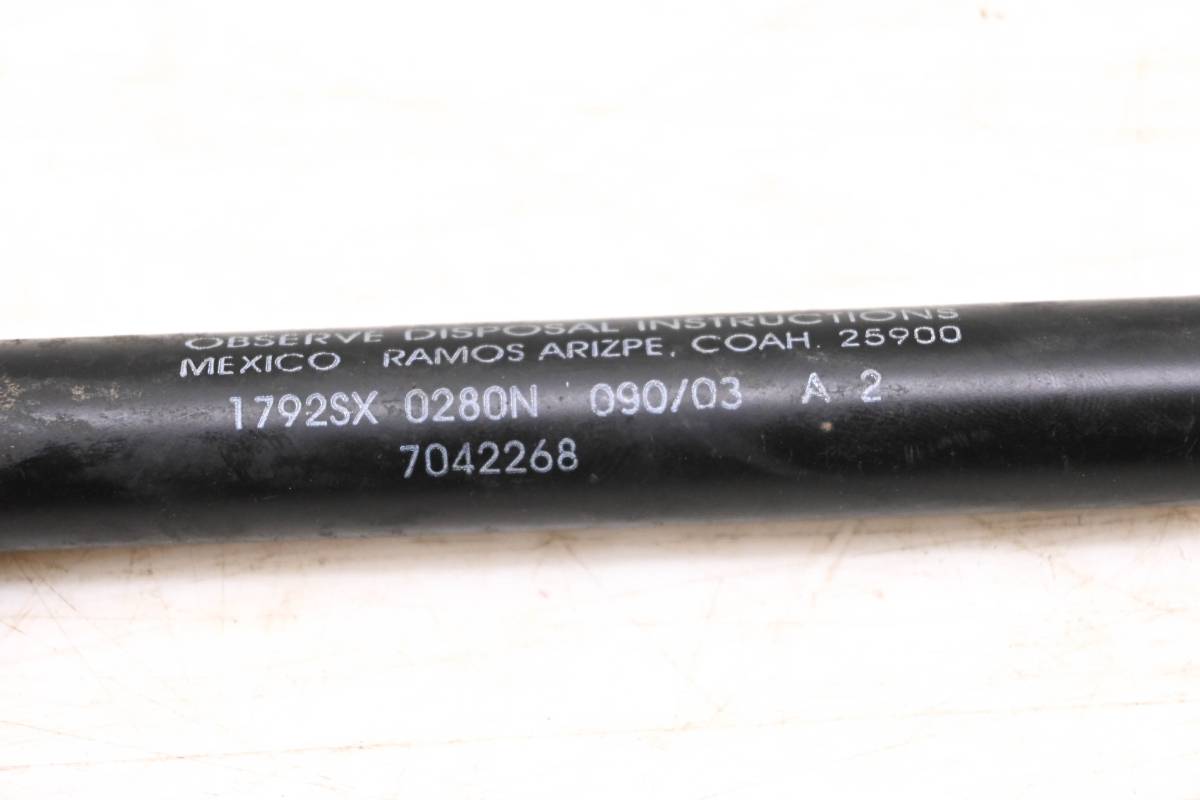 OBSERVE DISPOSAL INSTRUCTIONS
MEXICO RAMOS ARIZPE, COAH. 25900
1792SX 0280N 090/03 A 2
7042268